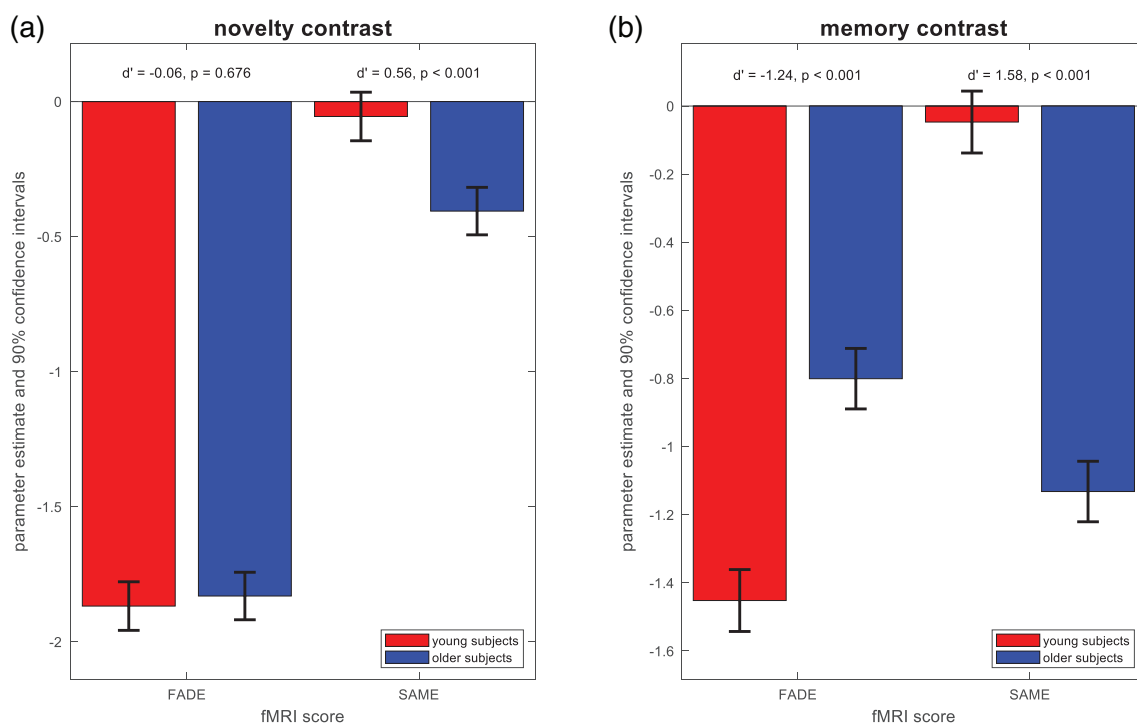 (a)
novelty contrast
d' = -0.06, p = 0.676
d' = 0.56, p < 0.001
0
-0.5
-1
-1.5
-2
parameter estimate and 90% confidence intervals
FADE
SAME
fMRI score
young subjects
older subjects
(b)
memory contrast
d' = -1.24, p < 0.001
d' = 1.58, p < 0.001
0
-0.2
-0.4
-0.6
-0.8
-1
-1.2
-1.4
-1.6
parameter estimate and 90% confidence intervals
FADE
SAME
fMRI score
young subjects
older subjects